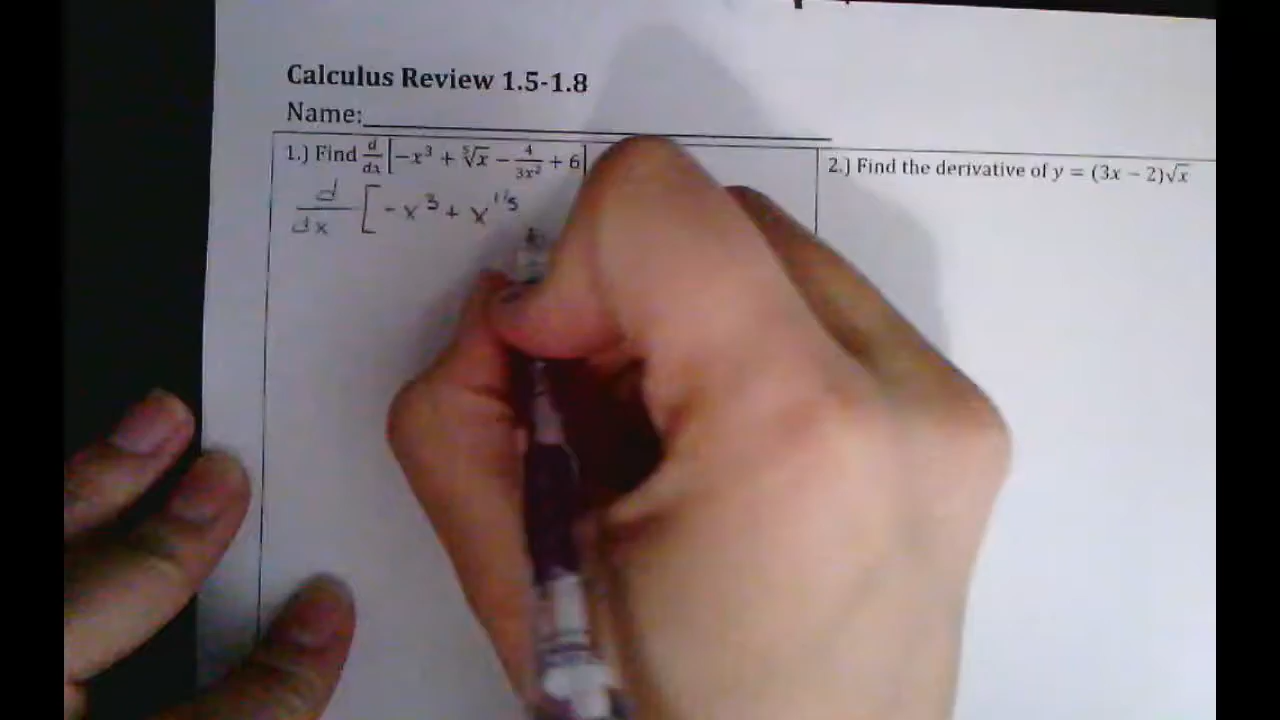 Calculus Review 1.5-1.8
Name:
1.) Find d/dx [−x³ + ⁵√x − 4/3x² + 6]
2.) Find the derivative of y = (3x − 2)√x
d/dx [-x³ + x^1/5